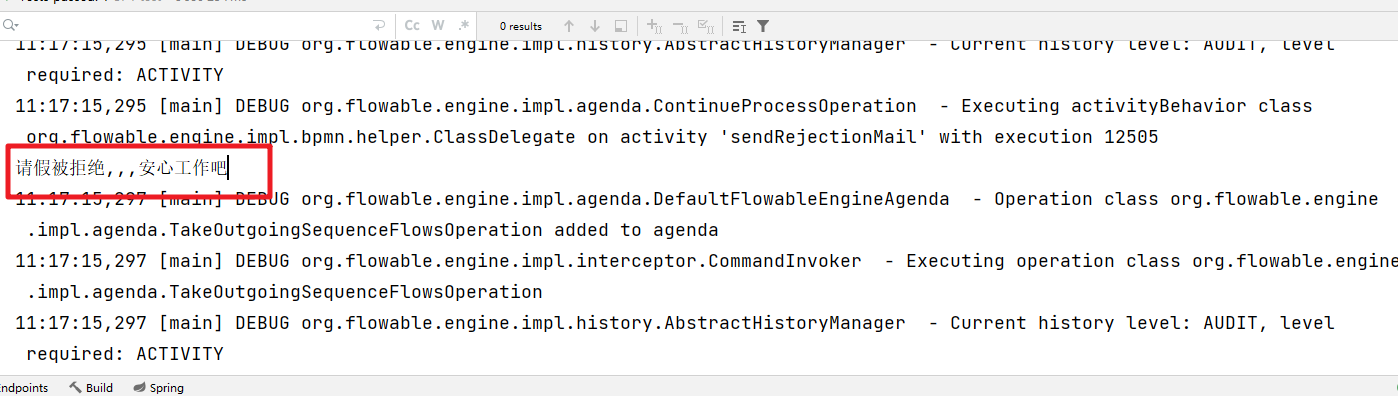 Cc W .* 0 results
11:17:15,295 [main] DEBUG org.flowable.engine.impl.history.AbstractHistoryManager  - Current history level: AUDIT, level
required: ACTIVITY
11:17:15,295 [main] DEBUG org.flowable.engine.impl.agenda.ContinueProcessOperation  - Executing activityBehavior class
org.flowable.engine.impl.bpmn.helper.ClassDelegate on activity 'sendRejectionMail' with execution 12505
请假被拒绝,,,安心工作吧
11:17:15,297 [main] DEBUG org.flowable.engine.impl.agenda.DefaultFlowableEngineAgenda  - Operation class org.flowable.engine
.impl.agenda.TakeOutgoingSequenceFlowsOperation added to agenda
11:17:15,297 [main] DEBUG org.flowable.engine.impl.interceptor.CommandInvoker  - Executing operation class org.flowable.engine
.impl.agenda.TakeOutgoingSequenceFlowsOperation
11:17:15,297 [main] DEBUG org.flowable.engine.impl.history.AbstractHistoryManager  - Current history level: AUDIT, level
required: ACTIVITY
ndpoints Build Spring